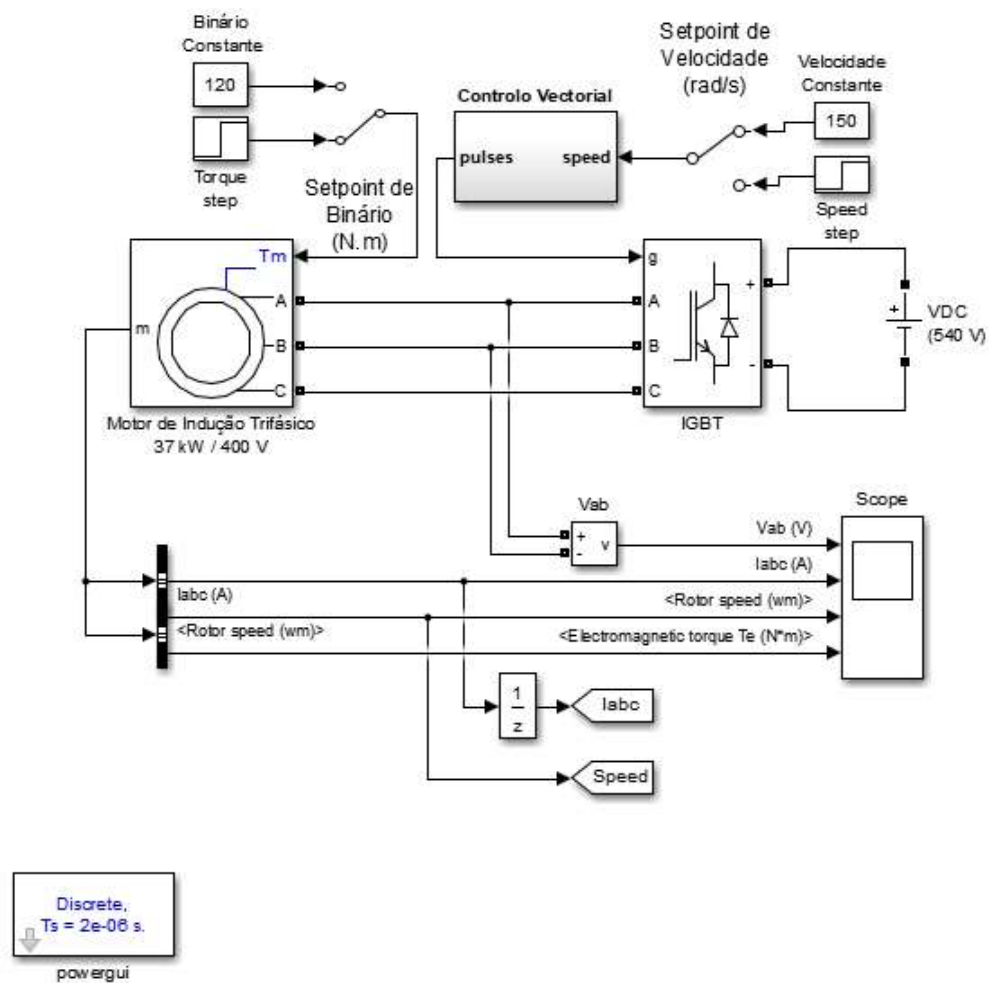 Binário
Constante
120
Torque
step
Setpoint de
Binário
(N.m)
Controlo Vectorial
pulses
speed
Setpoint de
Velocidade
(rad/s)
Velocidade
Constante
150
Speed
step
Tm
m
A
B
C
Motor de Indução Trifásico
37 kW / 400 V
g
A
B
C
+
-
IGBT
+
VDC
(540 V)
Vab
+
-
v
Scope
Vab (V)
Iabc (A)
<Rotor speed (wm)>
<Electromagnetic torque Te (N*m)>
Iabc (A)
<Rotor speed (wm)>
1
z
Iabc
Speed
Discrete,
Ts = 2e-06 s.
powergui